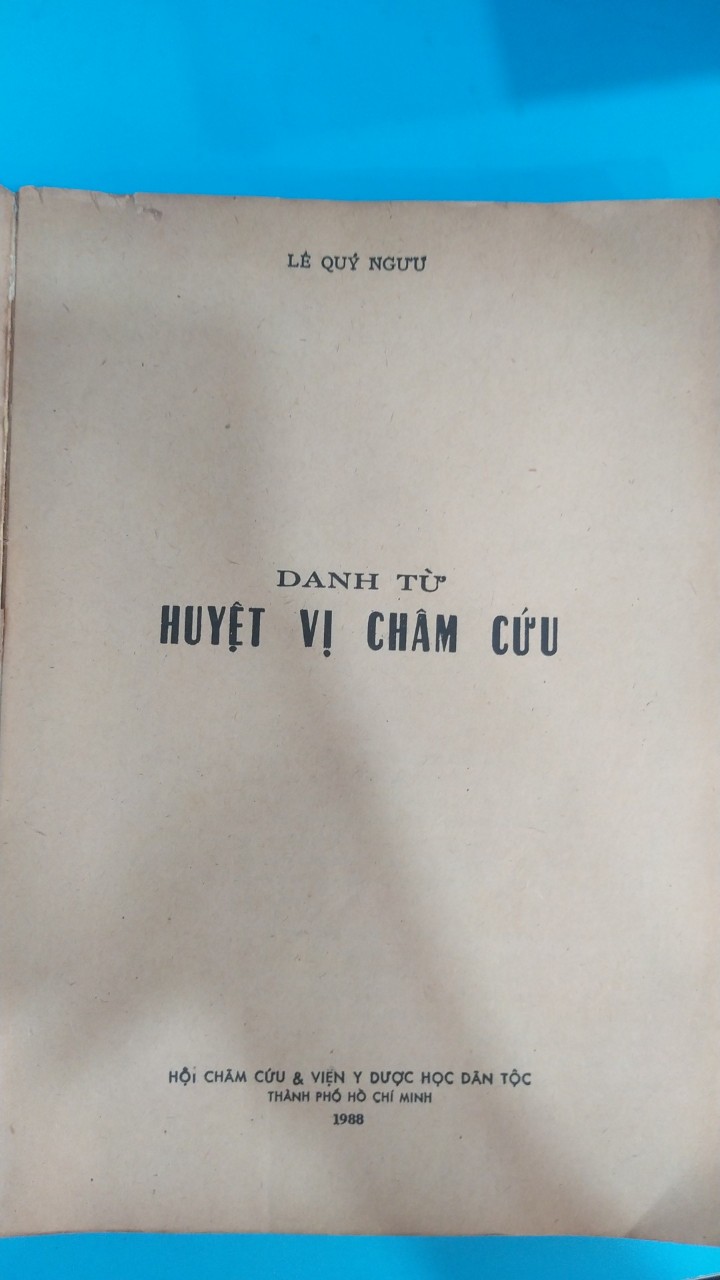 LÊ QUÝ NGƯU
DANH TỪ
HUYỆT VỊ CHÂM CỨU
HỘI CHÂM CỨU & VIỆN Y DƯỢC HỌC DÂN TỘC
THÀNH PHỐ HỒ CHÍ MINH
1988